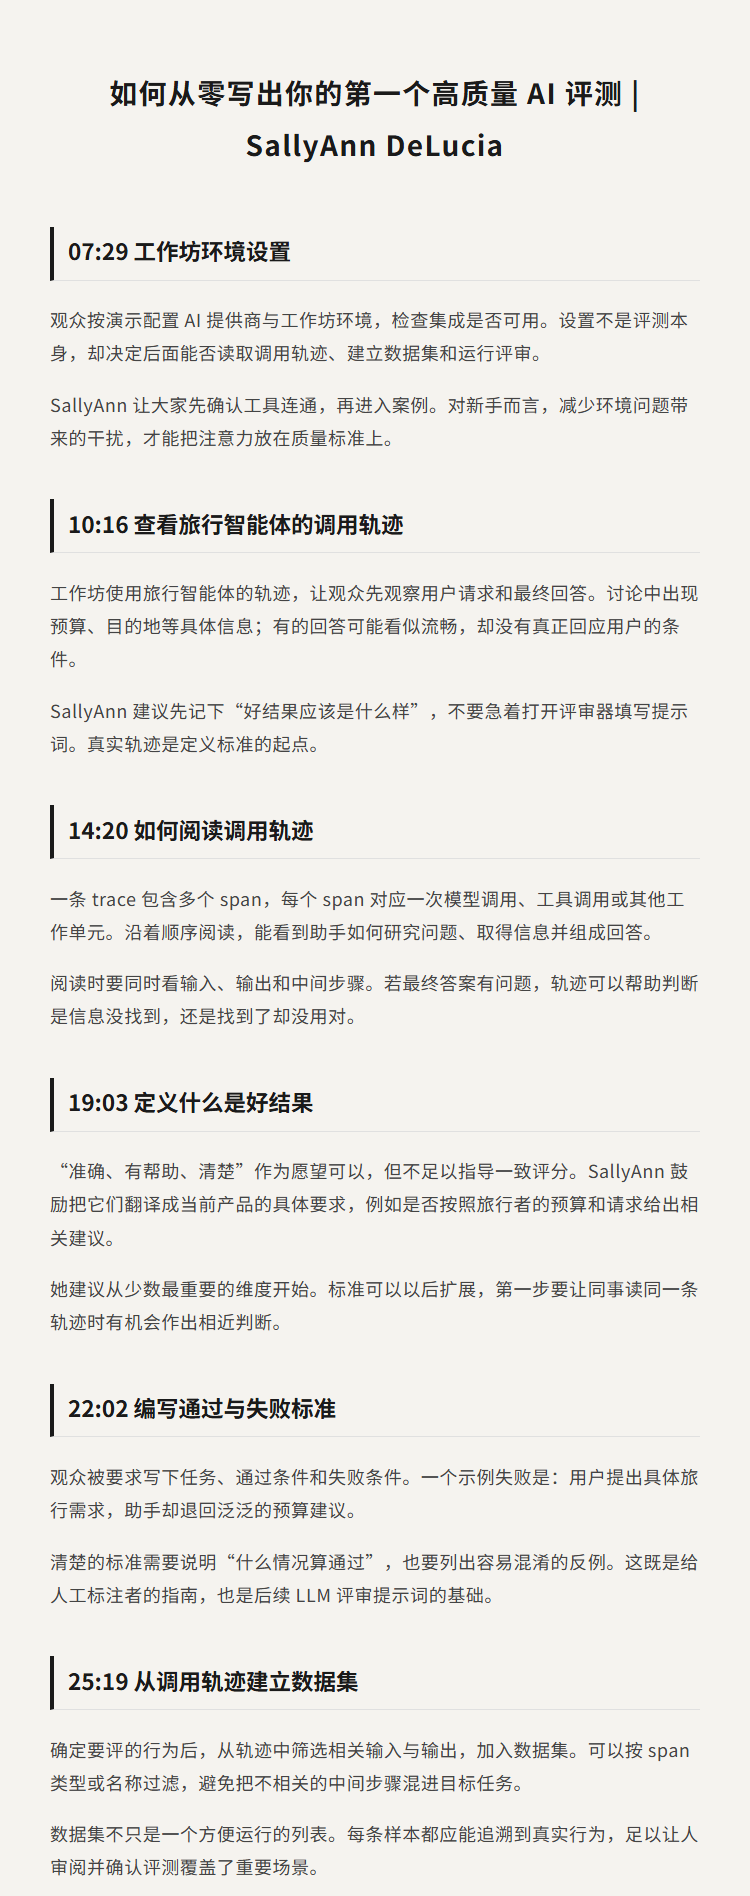 如何从零写出你的第一个高质量 AI 评测 |
SallyAnn DeLucia
07:29 工作坊环境设置
观众按演示配置 AI 提供商与工作坊环境，检查集成是否可用。设置不是评测本
身，却决定后面能否读取调用轨迹、建立数据集和运行评审。
SallyAnn 让大家先确认工具连通，再进入案例。对新手而言，减少环境问题带
来的干扰，才能把注意力放在质量标准上。
10:16 查看旅行智能体的调用轨迹
工作坊使用旅行智能体的轨迹，让观众先观察用户请求和最终回答。讨论中出现
预算、目的地等具体信息；有的回答可能看似流畅，却没有真正回应用户的条
件。
SallyAnn 建议先记下“好结果应该是什么样”，不要急着打开评审器填写提示
词。真实轨迹是定义标准的起点。
14:20 如何阅读调用轨迹
一条 trace 包含多个 span，每个 span 对应一次模型调用、工具调用或其他工
作单元。沿着顺序阅读，能看到助手如何研究问题、取得信息并组成回答。
阅读时要同时看输入、输出和中间步骤。若最终答案有问题，轨迹可以帮助判断
是信息没找到，还是找到了却没用对。
19:03 定义什么是好结果
“准确、有帮助、清楚”作为愿望可以，但不足以指导一致评分。SallyAnn 鼓
励把它们翻译成当前产品的具体要求，例如是否按照旅行者的预算和请求给出相
关建议。
她建议从少数最重要的维度开始。标准可以以后扩展，第一步要让同事读同一条
轨迹时有机会作出相近判断。
22:02 编写通过与失败标准
观众被要求写下任务、通过条件和失败条件。一个示例失败是：用户提出具体旅
行需求，助手却退回泛泛的预算建议。
清楚的标准需要说明“什么情况算通过”，也要列出容易混淆的反例。这既是给
人工标注者的指南，也是后续 LLM 评审提示词的基础。
25:19 从调用轨迹建立数据集
确定要评的行为后，从轨迹中筛选相关输入与输出，加入数据集。可以按 span
类型或名称过滤，避免把不相关的中间步骤混进目标任务。
数据集不只是一个方便运行的列表。每条样本都应能追溯到真实行为，足以让人
审阅并确认评测覆盖了重要场景。